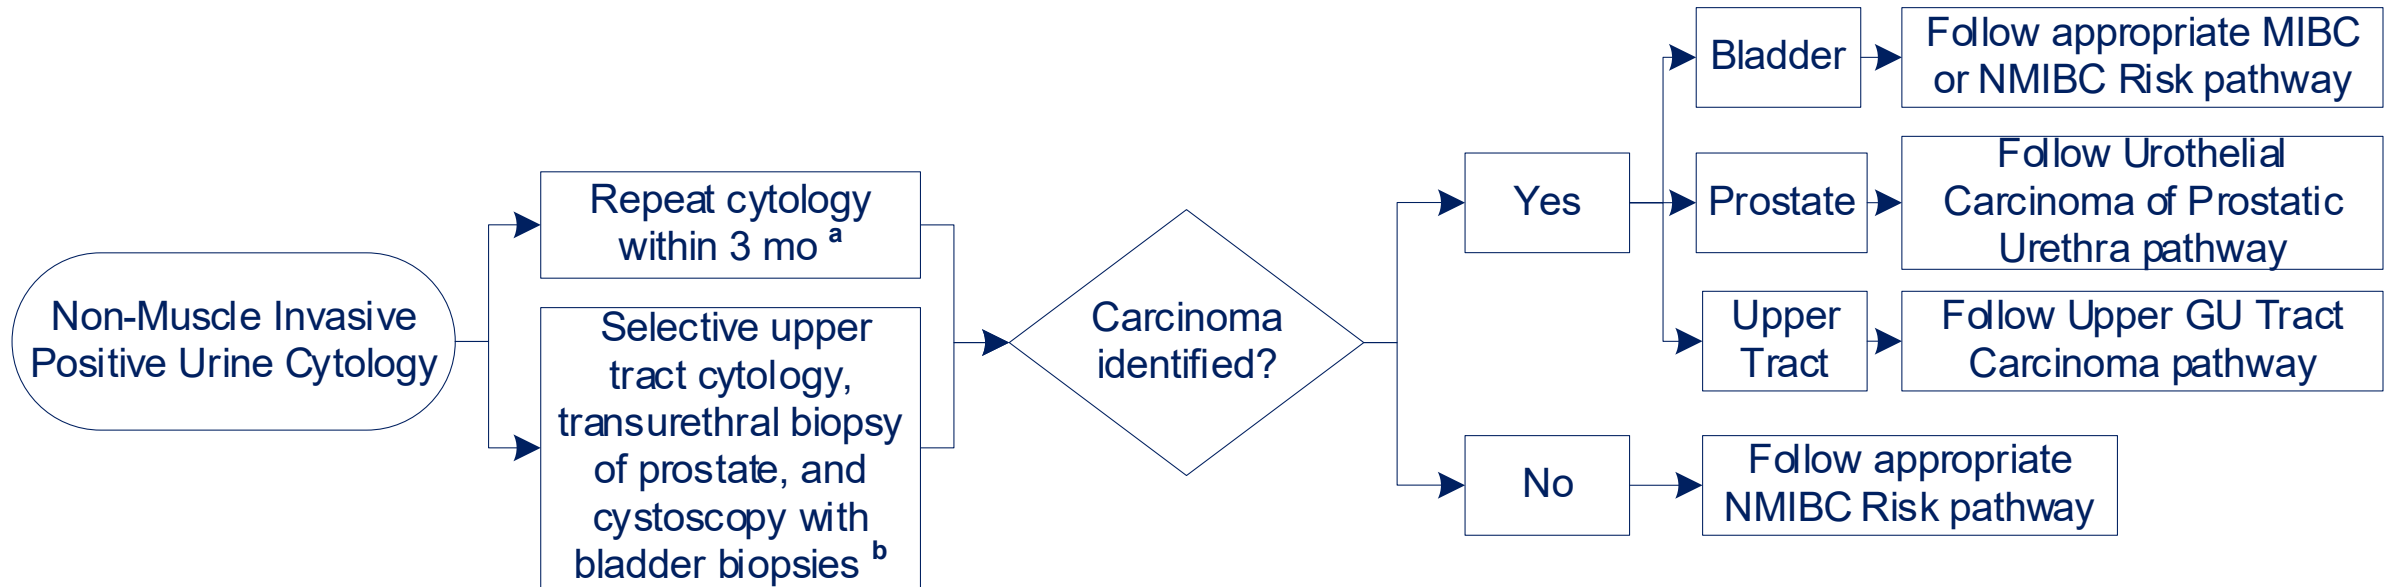 Non-Muscle Invasive
Positive Urine Cytology
Repeat cytology
within 3 mo a
Selective upper
tract cytology,
transurethral biopsy
of prostate, and
cystoscopy with
bladder biopsies b
Carcinoma
identified?
Yes
Bladder
Follow appropriate MIBC
or NMIBC Risk pathway
Prostate
Follow Urothelial
Carcinoma of Prostatic
Urethra pathway
Upper
Tract
Follow Upper GU Tract
Carcinoma pathway
No
Follow appropriate
NMIBC Risk pathway